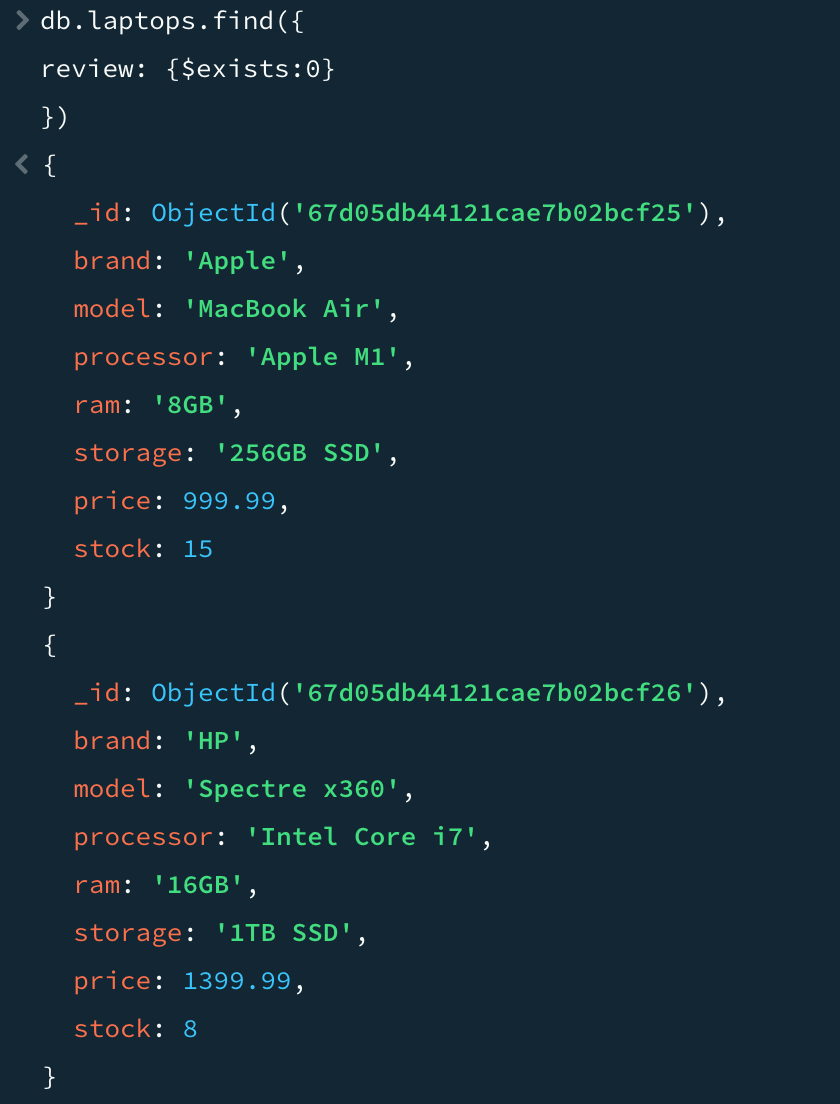 > db.laptops.find({
review: {$exists:0}
})
< {
_id: ObjectId('67d05db44121cae7b02bcf25'),
brand: 'Apple',
model: 'MacBook Air',
processor: 'Apple M1',
ram: '8GB',
storage: '256GB SSD',
price: 999.99,
stock: 15
}
{
_id: ObjectId('67d05db44121cae7b02bcf26'),
brand: 'HP',
model: 'Spectre x360',
processor: 'Intel Core i7',
ram: '16GB',
storage: '1TB SSD',
price: 1399.99,
stock: 8
}